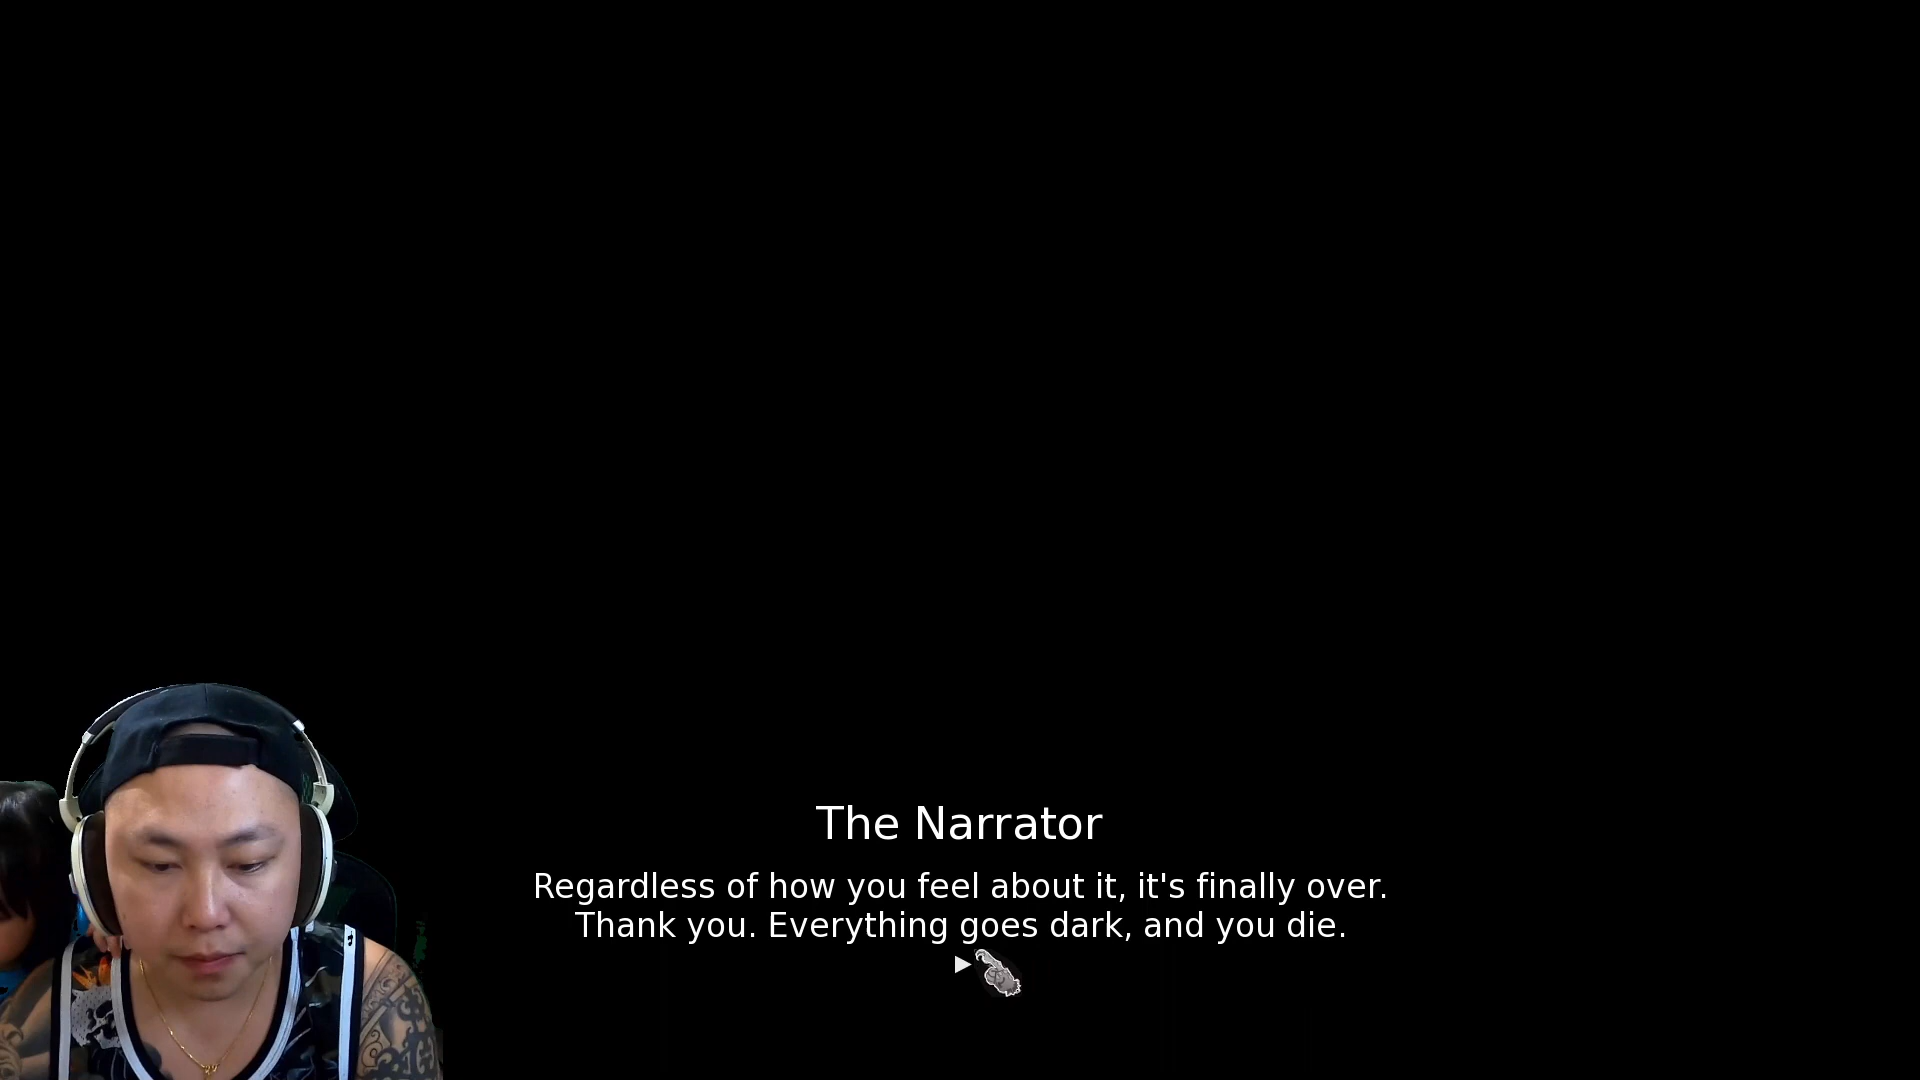 The Narrator
Regardless of how you feel about it, it's finally over.
Thank you. Everything goes dark, and you die.